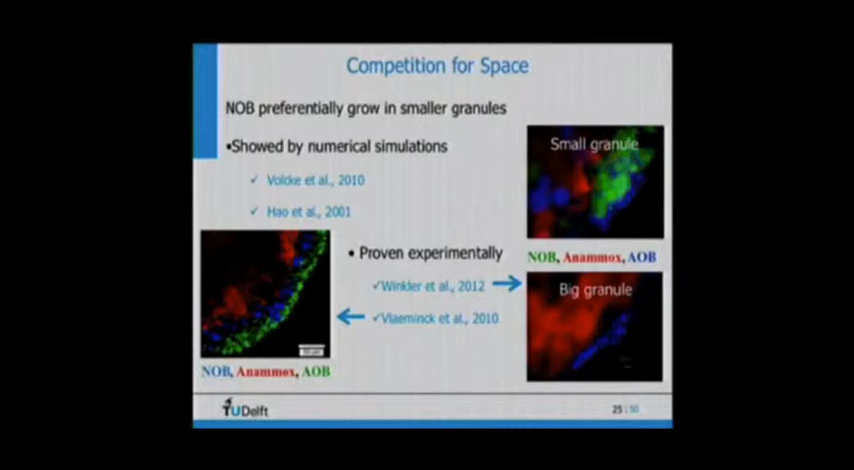 Competition for Space
NOB preferentially grow in smaller granules
▪Showed by numerical simulations
✓ Volcke et al., 2010
✓ Hao et al., 2001
Small granule
NOB, Anammox, AOB
• Proven experimentally
✓Winkler et al., 2012
✓Vlaeminck et al., 2010
Big granule
NOB, Anammox, AOB
TUDelft
25 | 50